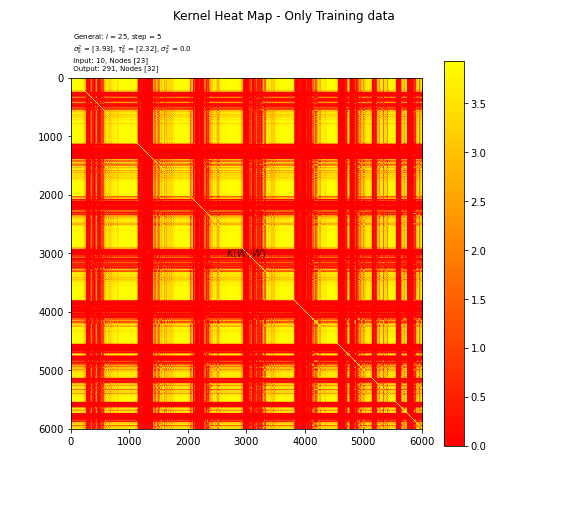 Kernel Heat Map - Only Training data
General: l = 25, step = 5
σ_f^2 = [3.93], τ_f^2 = [2.32], σ_ε^2 = 0.0
Input: 10, Nodes [23]
Output: 291, Nodes [32]
0
1000
2000
3000
4000
5000
6000
K(W, W)
0 1000 2000 3000 4000 5000 6000
3.5
3.0
2.5
2.0
1.5
1.0
0.5
0.0